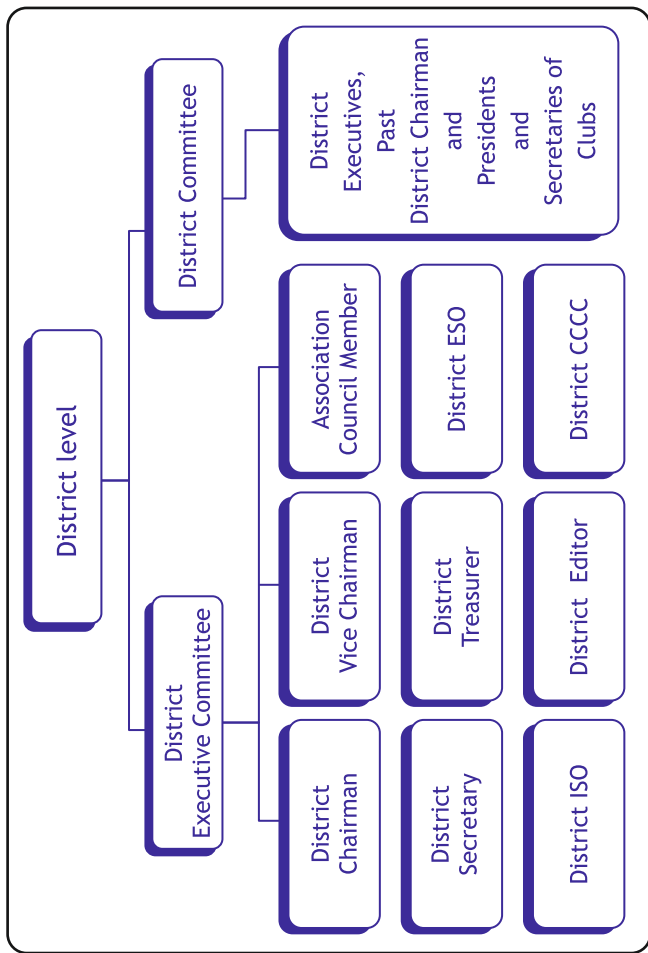 District level
District
Executive Committee
District Committee
District
Chairman
District
Vice Chairman
Association
Council Member
District
Executives,
Past
District Chairman
and
Presidents
and
Secretaries of
Clubs
District
Secretary
District
Treasurer
District ESO
District ISO
District Editor
District CCCC